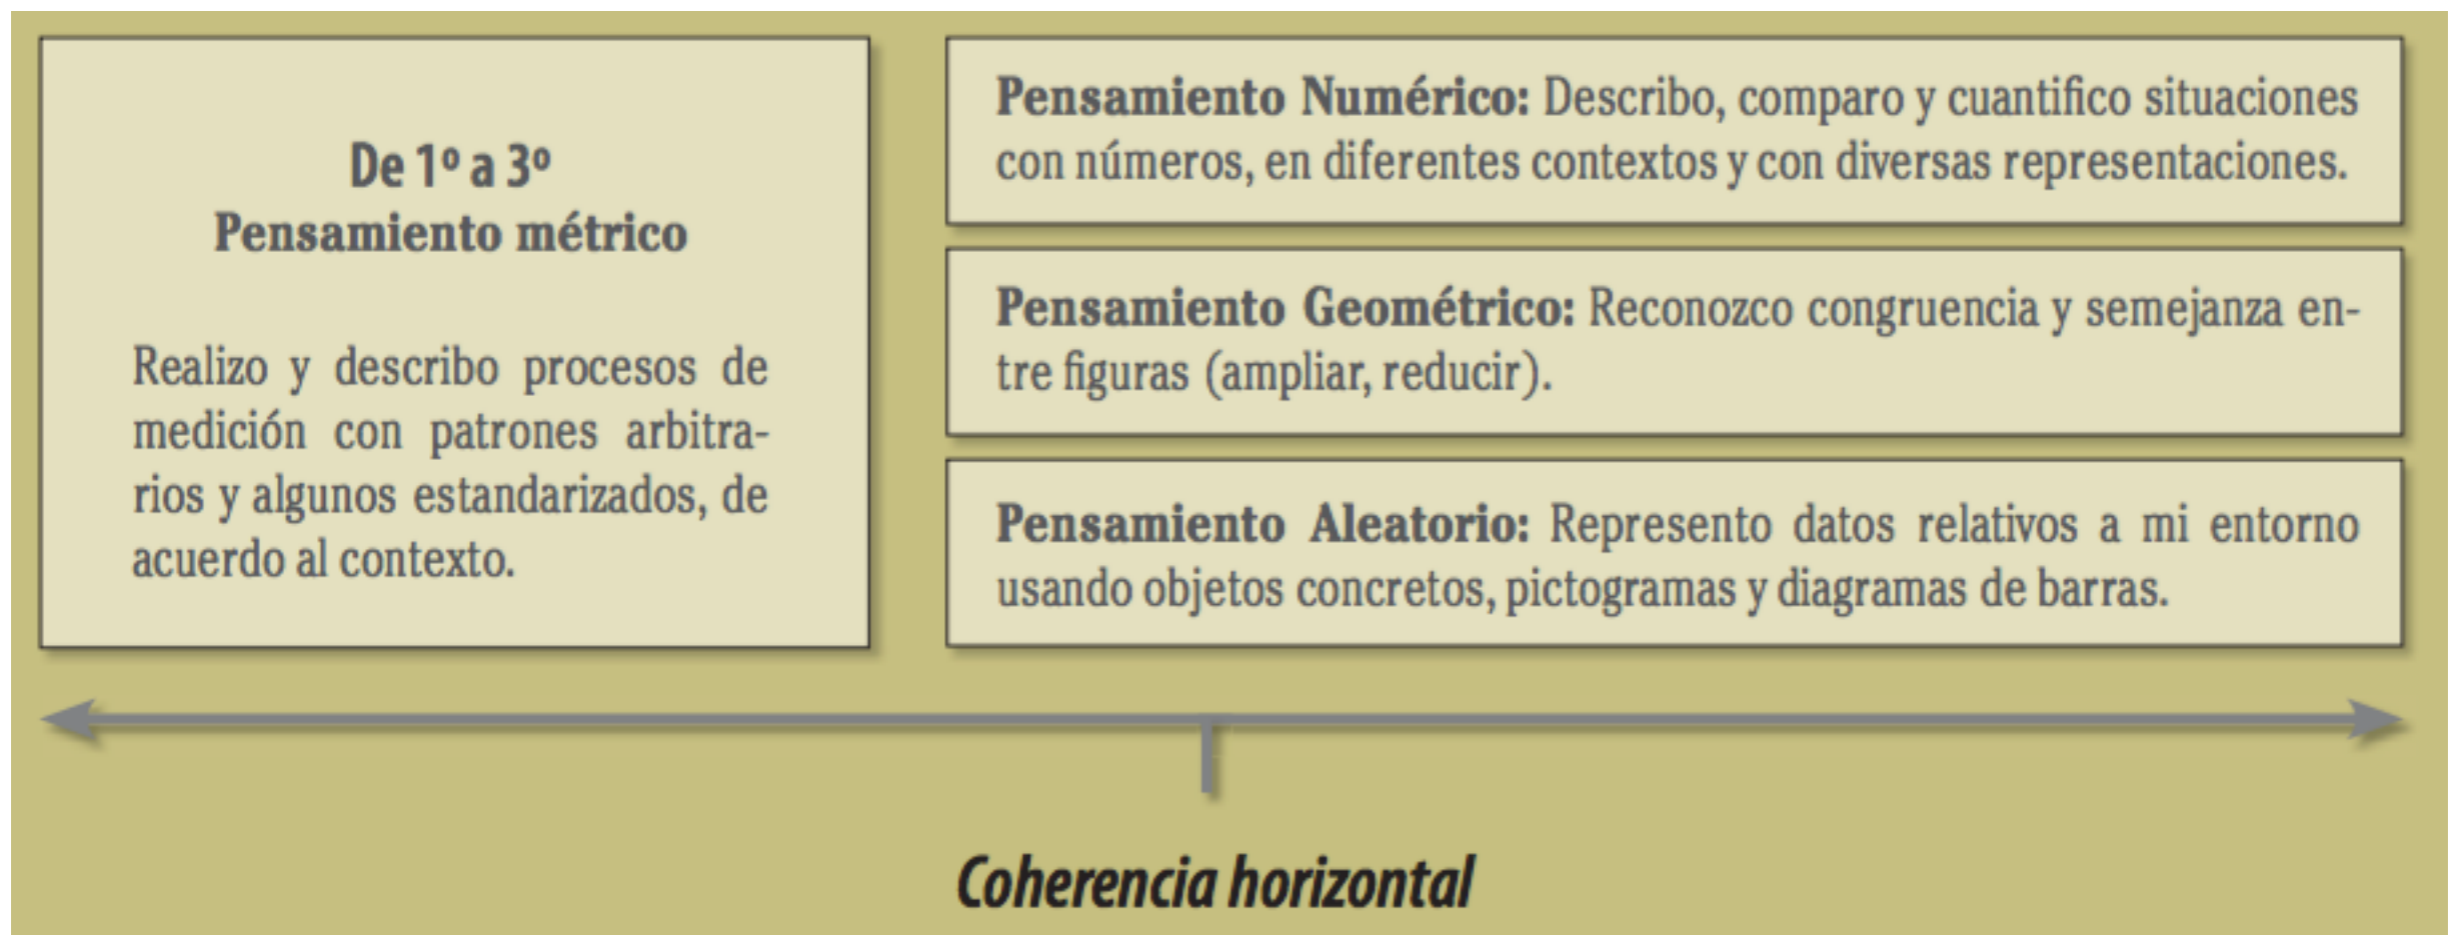 De 1º a 3º
Pensamiento métrico
Realizo y describo procesos de
medición con patrones arbitra-
rios y algunos estandarizados, de
acuerdo al contexto.
Pensamiento Numérico: Describo, comparo y cuantifico situaciones
con números, en diferentes contextos y con diversas representaciones.
Pensamiento Geométrico: Reconozco congruencia y semejanza en-
tre figuras (ampliar, reducir).
Pensamiento Aleatorio: Represento datos relativos a mi entorno
usando objetos concretos, pictogramas y diagramas de barras.
Coherencia horizontal